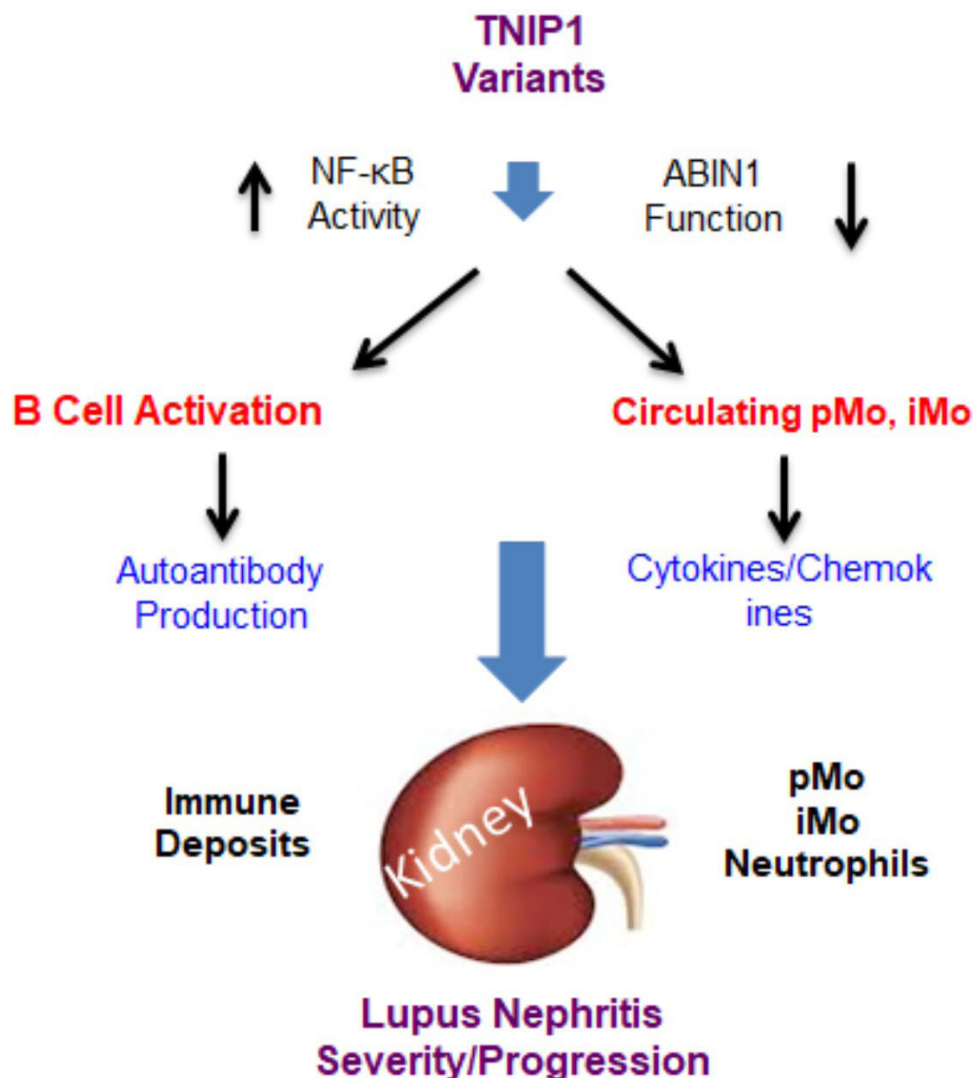 TNIP1
Variants
NF-κB
Activity
ABIN1
Function
B Cell Activation
Circulating pMo, iMo
Autoantibody
Production
Cytokines/Chemok
ines
Immune
Deposits
Kidney
pMo
iMo
Neutrophils
Lupus Nephritis
Severity/Progression